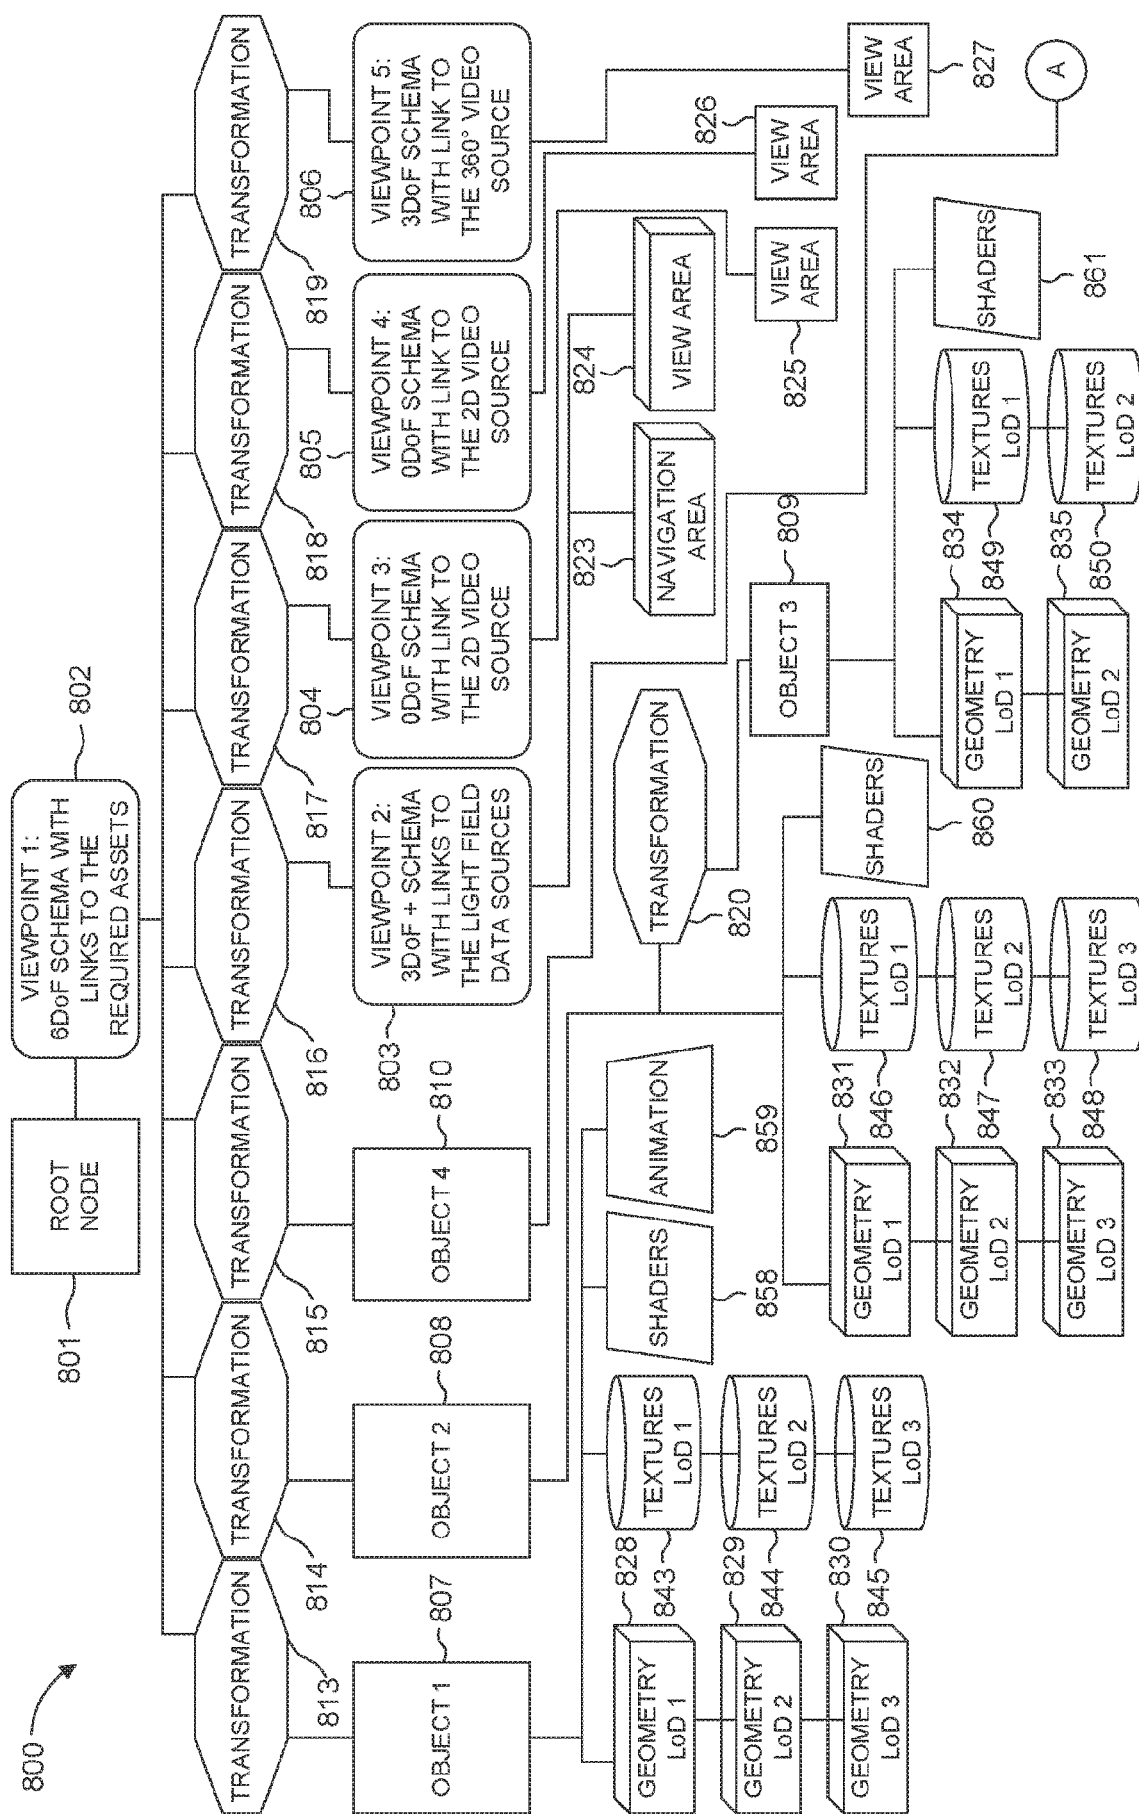 800
801
ROOT
NODE
VIEWPOINT 1:
6DoF SCHEMA WITH
LINKS TO THE
REQUIRED ASSETS
802
TRANSFORMATION
813
TRANSFORMATION
814
TRANSFORMATION
815
TRANSFORMATION
816
TRANSFORMATION
817
TRANSFORMATION
818
TRANSFORMATION
819
OBJECT 1
807
OBJECT 2
808
OBJECT 4
810
803
VIEWPOINT 2:
3DoF + SCHEMA
WITH LINKS TO
THE LIGHT FIELD
DATA SOURCES
804
VIEWPOINT 3:
0DoF SCHEMA
WITH LINK TO
THE 2D VIDEO
SOURCE
805
VIEWPOINT 4:
0DoF SCHEMA
WITH LINK TO
THE 2D VIDEO
SOURCE
806
VIEWPOINT 5:
3DoF SCHEMA
WITH LINK TO
THE 360° VIDEO
SOURCE
GEOMETRY
LoD 1
828
843
TEXTURES
LoD 1
GEOMETRY
LoD 2
829
844
TEXTURES
LoD 2
GEOMETRY
LoD 3
830
845
TEXTURES
LoD 3
SHADERS
858
ANIMATION
859
TRANSFORMATION
820
823
NAVIGATION
AREA
824
VIEW AREA
825
VIEW
AREA
826
VIEW
AREA
VIEW
AREA
827
OBJECT 3
809
GEOMETRY
LoD 1
831
846
TEXTURES
LoD 1
GEOMETRY
LoD 2
832
847
TEXTURES
LoD 2
GEOMETRY
LoD 3
833
848
TEXTURES
LoD 3
SHADERS
860
GEOMETRY
LoD 1
834
849
TEXTURES
LoD 1
GEOMETRY
LoD 2
835
850
TEXTURES
LoD 2
SHADERS
861
A